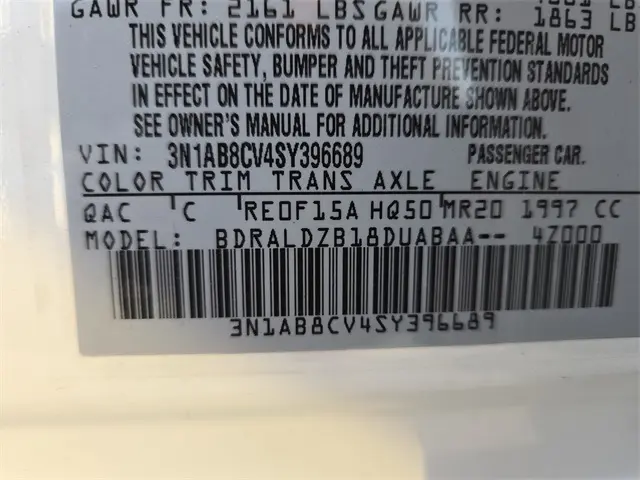 GAWR FR: 2161 LBS GAWR RR: 1863 LB
THIS VEHICLE CONFORMS TO ALL APPLICABLE FEDERAL MOTOR
VEHICLE SAFETY, BUMPER AND THEFT PREVENTION STANDARDS
IN EFFECT ON THE DATE OF MANUFACTURE SHOWN ABOVE.
SEE OWNER'S MANUAL FOR ADDITIONAL INFORMATION
VIN: 3N1AB8CV4SY396689 PASSENGER CAR.
COLOR TRIM TRANS AXLE ENGINE
QAC C RE0F15A HQ50 MR20 1997 CC
MODEL: BDRALDZB18DUABAA-- 4Z000
3N1AB8CV4SY396689